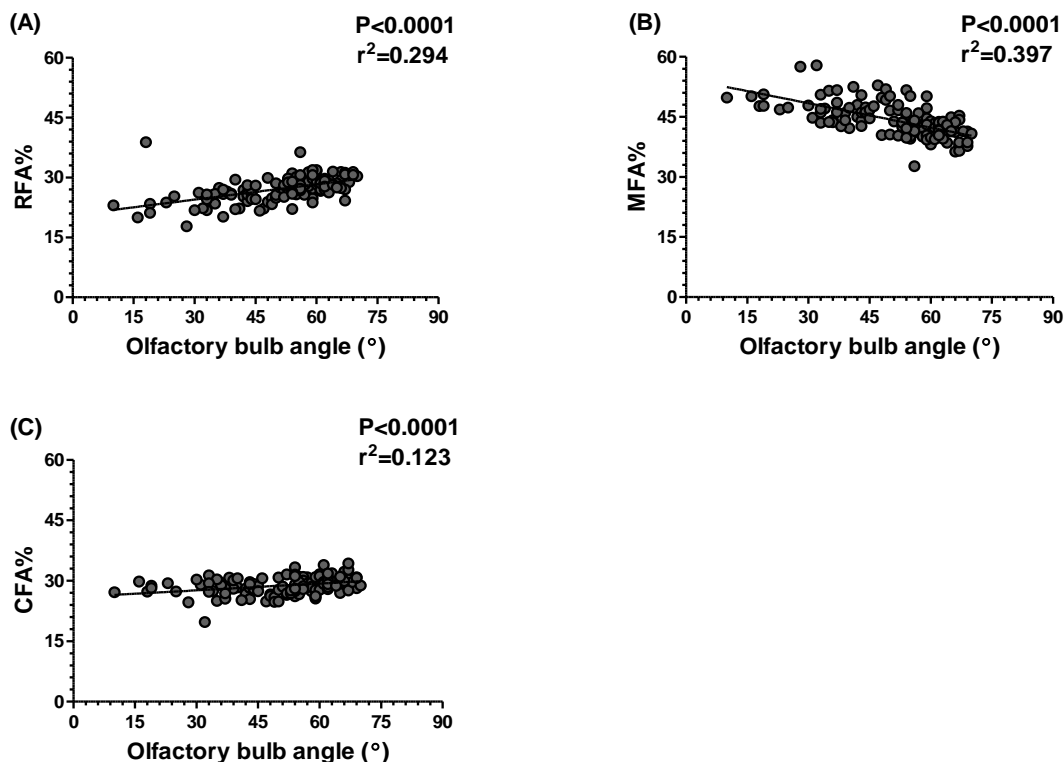 (A)
P<0.0001
r²=0.294
60
45
30
15
0
RFA%
0 15 30 45 60 75 90
Olfactory bulb angle (°)
(B)
P<0.0001
r²=0.397
60
45
30
15
0
MFA%
0 15 30 45 60 75 90
Olfactory bulb angle (°)
(C)
P<0.0001
r²=0.123
60
45
30
15
0
CFA%
0 15 30 45 60 75 90
Olfactory bulb angle (°)